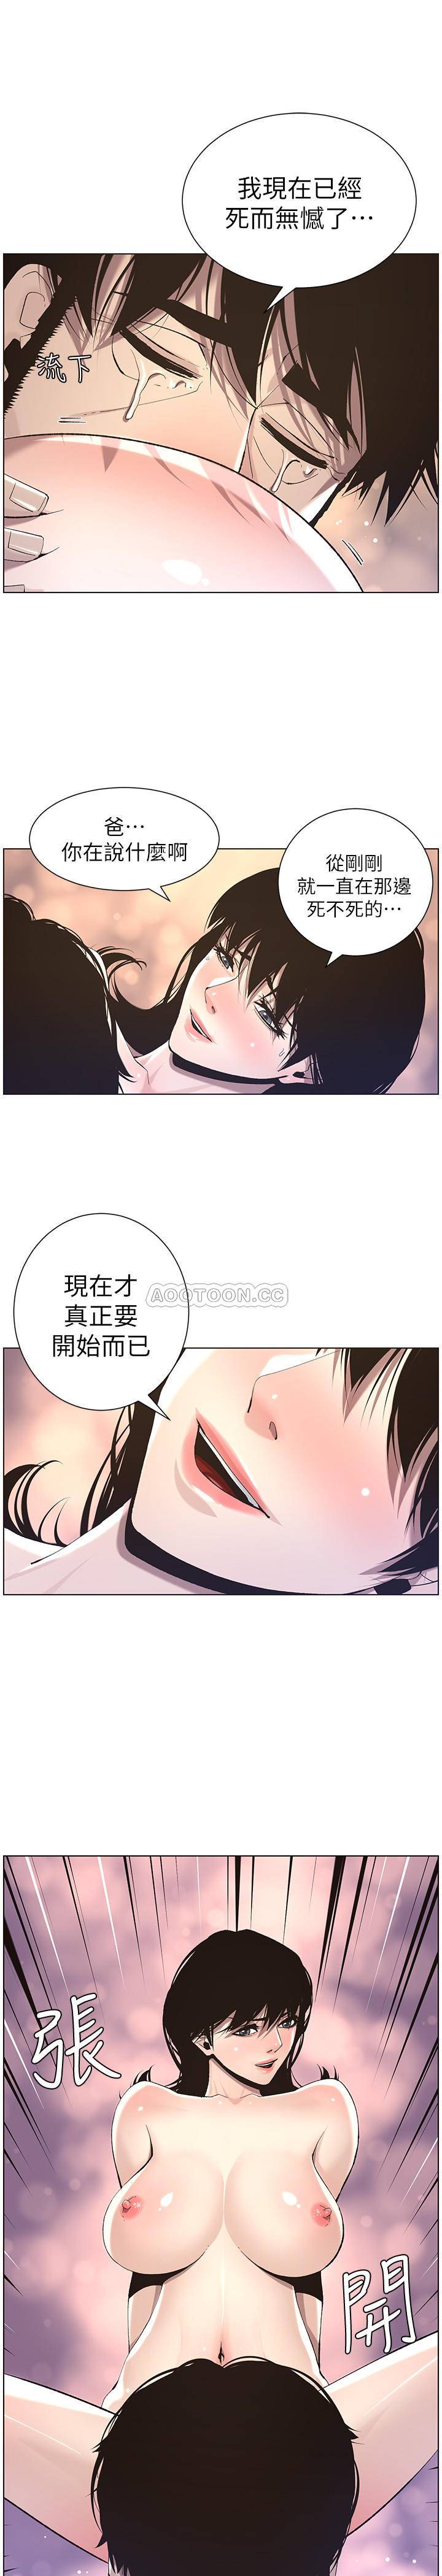 我現在已經
死而無憾了…
流下
爸…
你在說什麼啊
從剛剛
就一直在那邊
死不死的…
現在才
真正要
開始而已
AOOTOON.CC
張
開